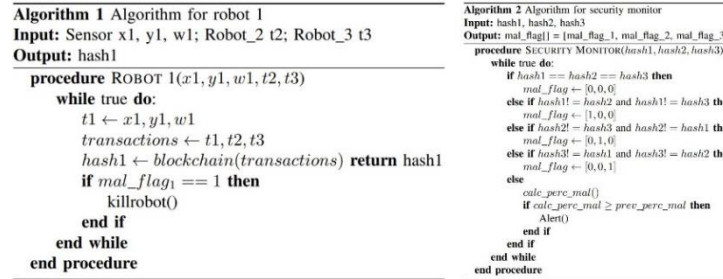 Algorithm 1 Algorithm for robot 1
Input: Sensor x1, y1, w1; Robot_2 t2; Robot_3 t3
Output: hash1
procedure ROBOT 1(x1, y1, w1, t2, t3)
while true do:
t1 ← x1, y1, w1
transactions ← t1, t2, t3
hash1 ← blockchain(transactions) return hash1
if mal_flag₁ == 1 then
killrobot()
end if
end while
end procedure
Algorithm 2 Algorithm for security monitor
Input: hash1, hash2, hash3
Output: mal_flag[] = [mal_flag_1, mal_flag_2, mal_flag_3
procedure SECURITY MONITOR(hash1, hash2, hash3)
while true do:
if hash1 == hash2 == hash3 then
mal_flag ← [0,0,0]
else if hash1! = hash2 and hash1! = hash3 th
mal_flag ← [1,0,0]
else if hash2! = hash3 and hash2! = hash1 th
mal_flag ← [0,1,0]
else if hash3! = hash1 and hash3! = hash2 th
mal_flag ← [0,0,1]
else
calc_perc_mal()
if calc_perc_mal ≥ prev_perc_mal then
Alert()
end if
end if
end while
end procedure